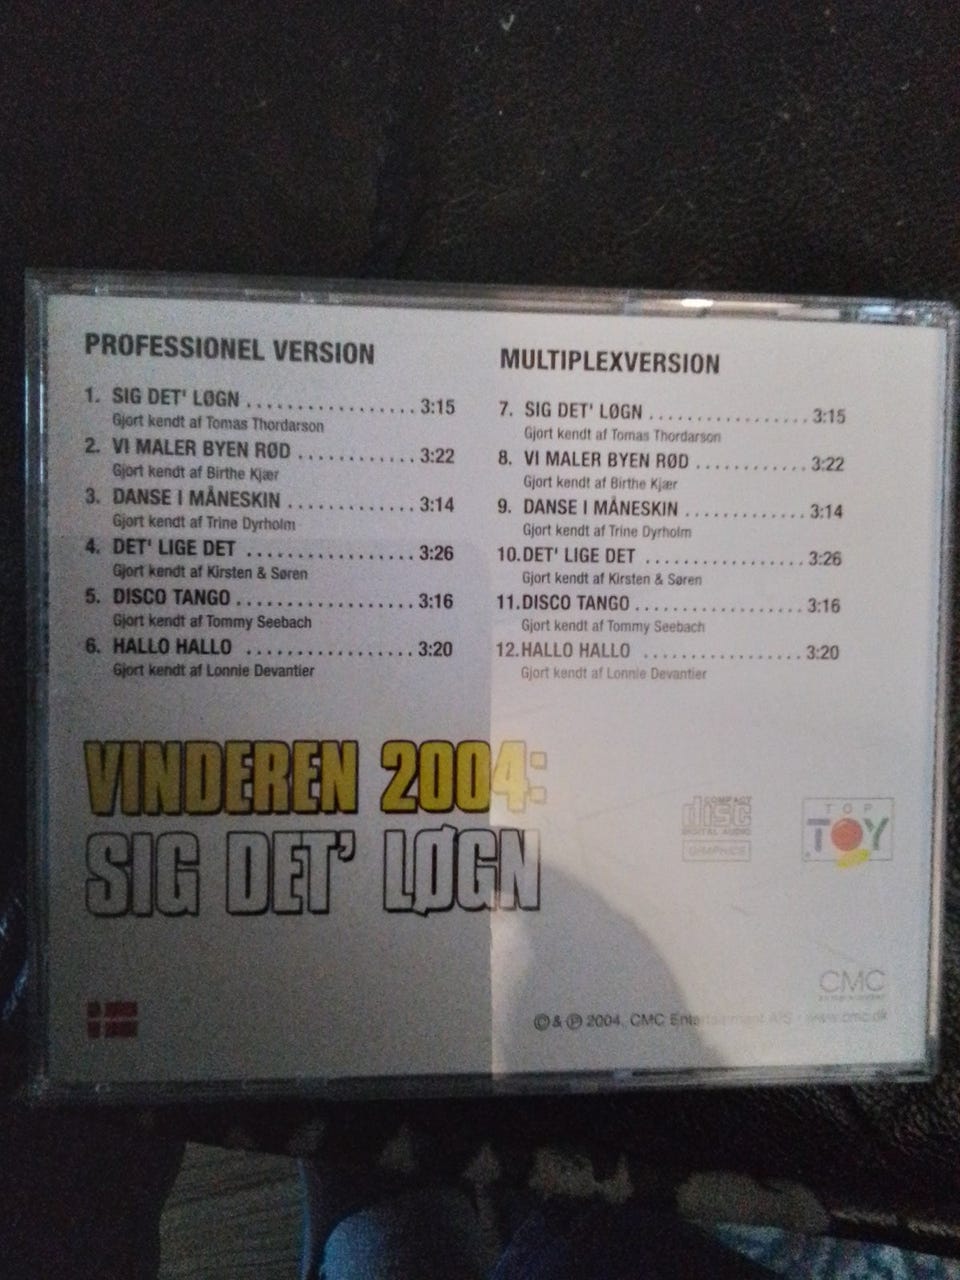 PROFESSIONEL VERSION
1. SIG DET' LØGN ........................ 3:15
Gjort kendt af Tomas Thordarson
2. VI MALER BYEN RØD ................ 3:22
Gjort kendt af Birthe Kjær
3. DANSE I MÅNESKIN ................. 3:14
Gjort kendt af Trine Dyrholm
4. DET' LIGE DET ........................ 3:26
Gjort kendt af Kirsten & Søren
5. DISCO TANGO ......................... 3:16
Gjort kendt af Tommy Seebach
6. HALLO HALLO ........................ 3:20
Gjort kendt af Lonnie Devantier
MULTIPLEXVERSION
7. SIG DET' LØGN ........................ 3:15
Gjort kendt af Tomas Thordarson
8. VI MALER BYEN RØD ................ 3:22
Gjort kendt af Birthe Kjær
9. DANSE I MÅNESKIN ................. 3:14
Gjort kendt af Trine Dyrholm
10. DET' LIGE DET ........................ 3:26
Gjort kendt af Kirsten & Søren
11. DISCO TANGO ......................... 3:16
Gjort kendt af Tommy Seebach
12. HALLO HALLO ........................ 3:20
Gjort kendt af Lonnie Devantier
VINDEREN 2004:
SIG DET' LØGN
COMPACT
disc
DIGITAL AUDIO
GRAPHICS
TOP
TOY
CMC
© & ℗ 2004, CMC Entertainment A/S · www.cmc.dk